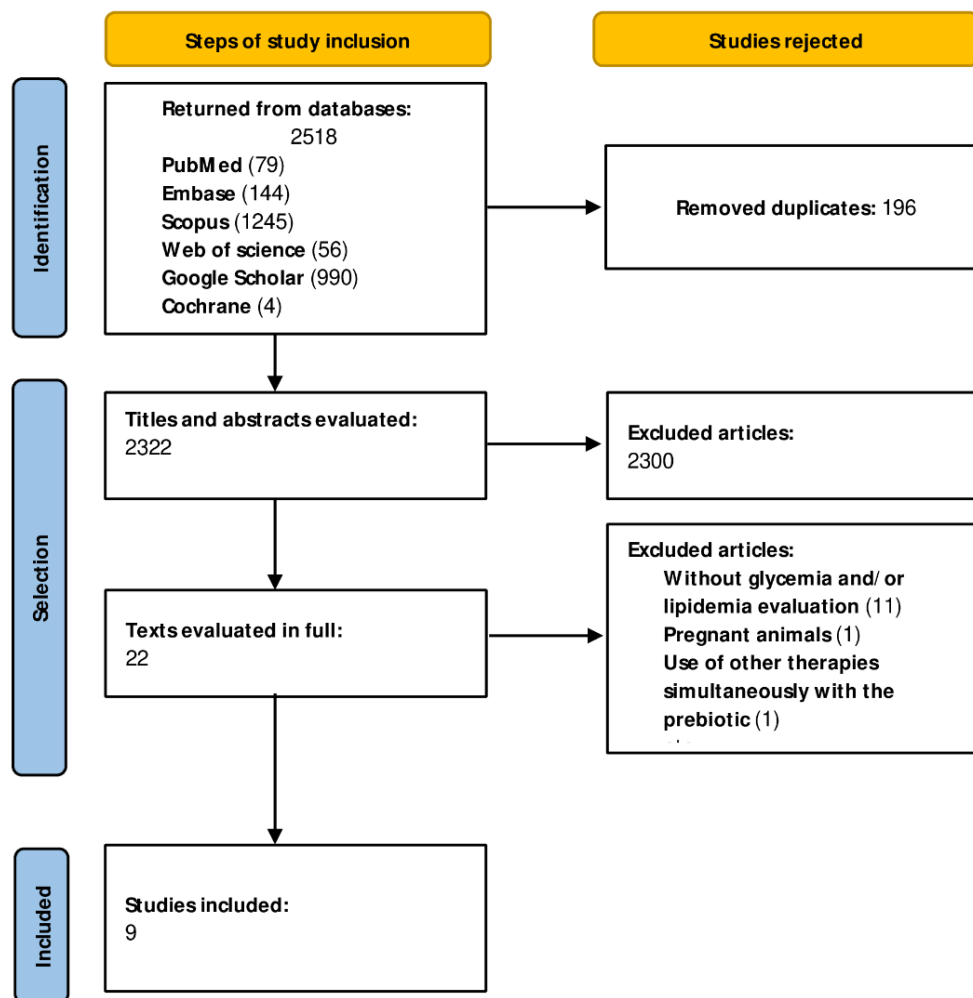 Steps of study inclusion
Studies rejected
Identification
Returned from databases:
2518
PubMed (79)
Embase (144)
Scopus (1245)
Web of science (56)
Google Scholar (990)
Cochrane (4)
Removed duplicates: 196
Selection
Titles and abstracts evaluated:
2322
Excluded articles:
2300
Texts evaluated in full:
22
Excluded articles:
Without glycemia and/or
lipidemia evaluation (11)
Pregnant animals (1)
Use of other therapies
simultaneously with the
prebiotic (1)
Included
Studies included:
9